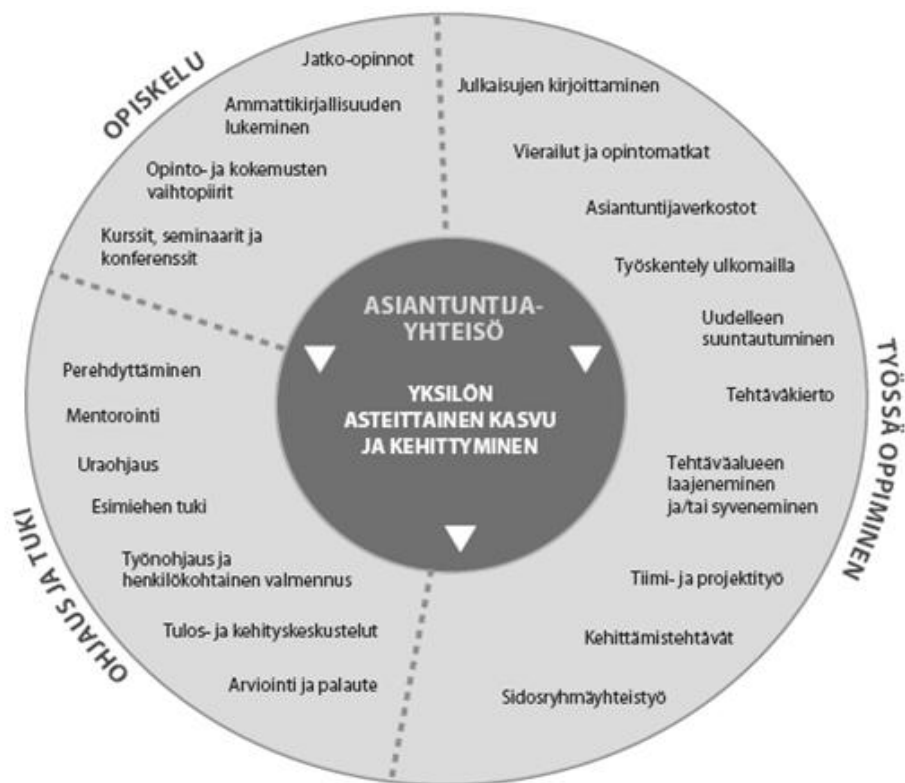 OPISKELU
Jatko-opinnot
Ammattikirjallisuuden
lukeminen
Opinto- ja kokemusten
vaihtopiirit
Kurssit, seminaarit ja
konferenssit
TYÖSSÄ OPPIMINEN
Julkaisujen kirjoittaminen
Vierailut ja opintomatkat
Asiantuntijaverkostot
Työskentely ulkomailla
Uudelleen
suuntautuminen
Tehtäväkierto
Tehtäväalueen
laajeneminen
ja/tai syveneminen
Tiimi- ja projektityö
Kehittämistehtävät
Sidosryhmäyhteistyö
OHJAUS JA TUKI
Perehdyttäminen
Mentorointi
Uraohjaus
Esimiehen tuki
Työnohjaus ja
henkilökohtainen valmennus
Tulos- ja kehityskeskustelut
Arviointi ja palaute
ASIANTUNTIJA-
YHTEISÖ
YKSILÖN
ASTEITTAINEN KASVU
JA KEHITTYMINEN